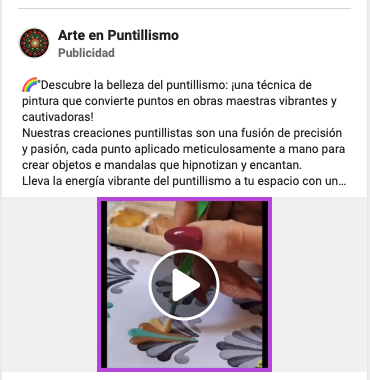 Arte en Puntillismo
Publicidad
🌈Descubre la belleza del puntillismo: ¡una técnica de
pintura que convierte puntos en obras maestras vibrantes y
cautivadoras!
Nuestras creaciones puntillistas son una fusión de precisión
y pasión, cada punto aplicado meticulosamente a mano para
crear objetos e mandalas que hipnotizan y encantan.
Lleva la energía vibrante del puntillismo a tu espacio con un...